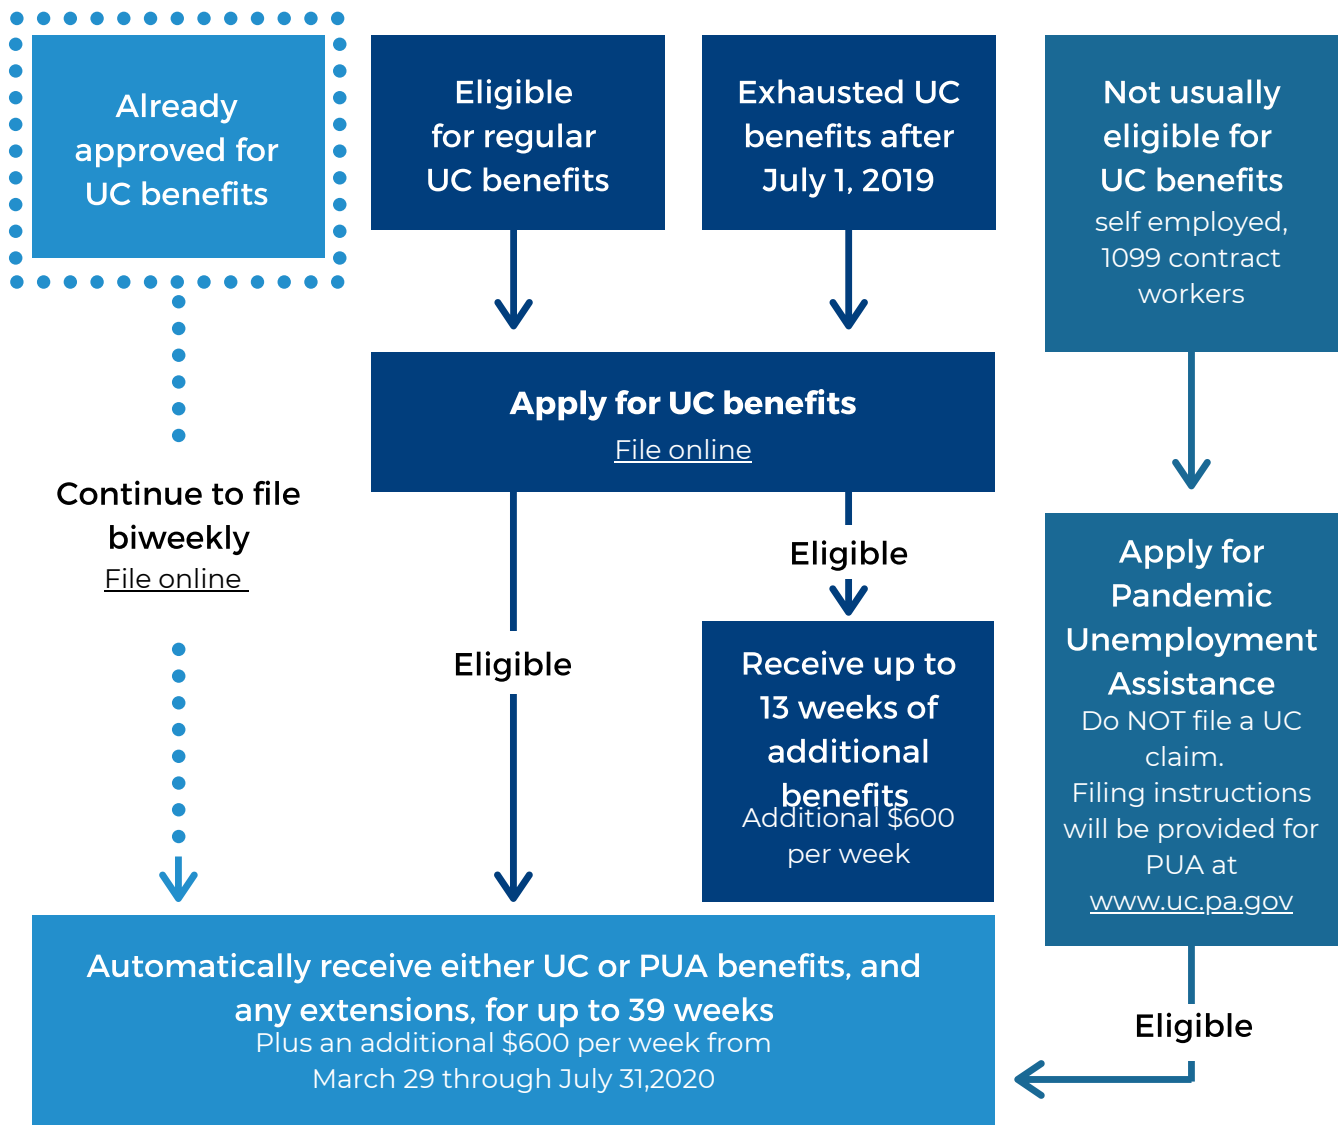 Already
approved for
UC benefits
Eligible
for regular
UC benefits
Exhausted UC
benefits after
July 1, 2019
Not usually
eligible for
UC benefits
self employed,
1099 contract
workers
Apply for UC benefits
File online
Continue to file
biweekly
File online
Eligible
Eligible
Receive up to
13 weeks of
additional
benefits
Additional $600
per week
Apply for
Pandemic
Unemployment
Assistance
Do NOT file a UC
claim.
Filing instructions
will be provided for
PUA at
www.uc.pa.gov
Eligible
Automatically receive either UC or PUA benefits, and
any extensions, for up to 39 weeks
Plus an additional $600 per week from
March 29 through July 31,2020